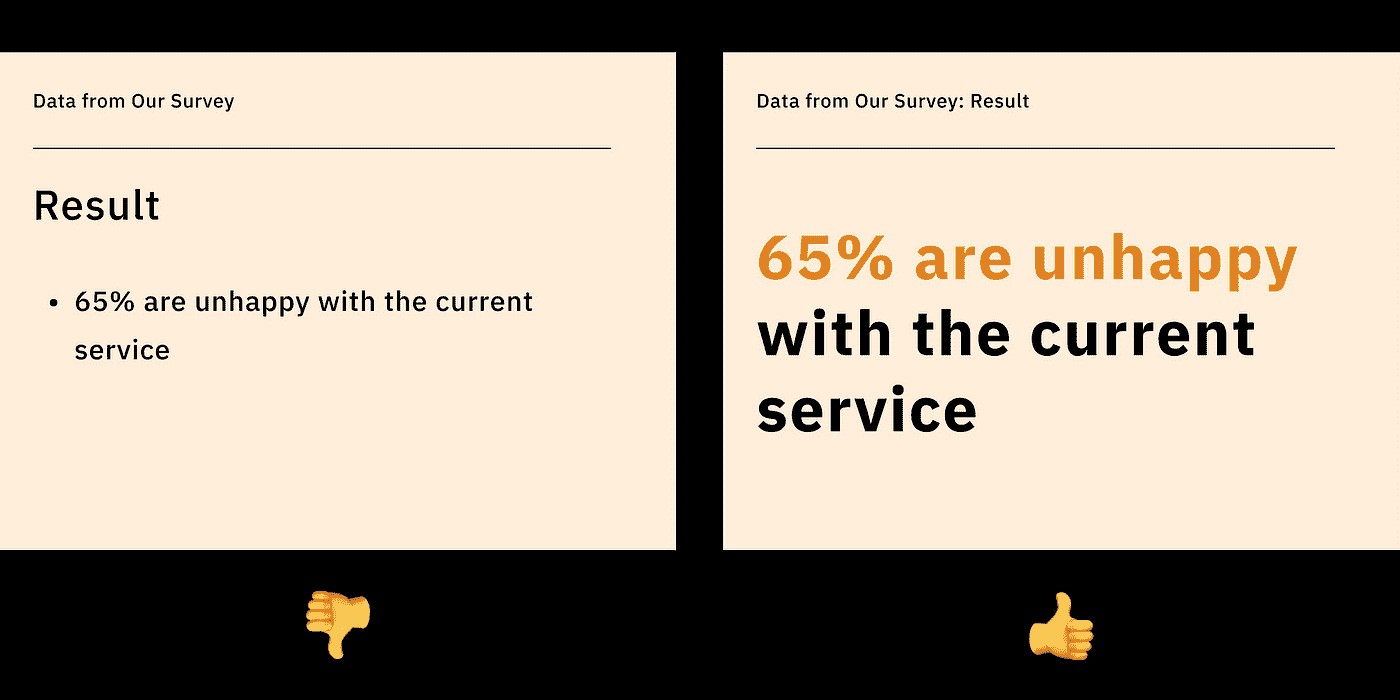 Data from Our Survey
Result
• 65% are unhappy with the current
service
Data from Our Survey: Result
65% are unhappy
with the current
service